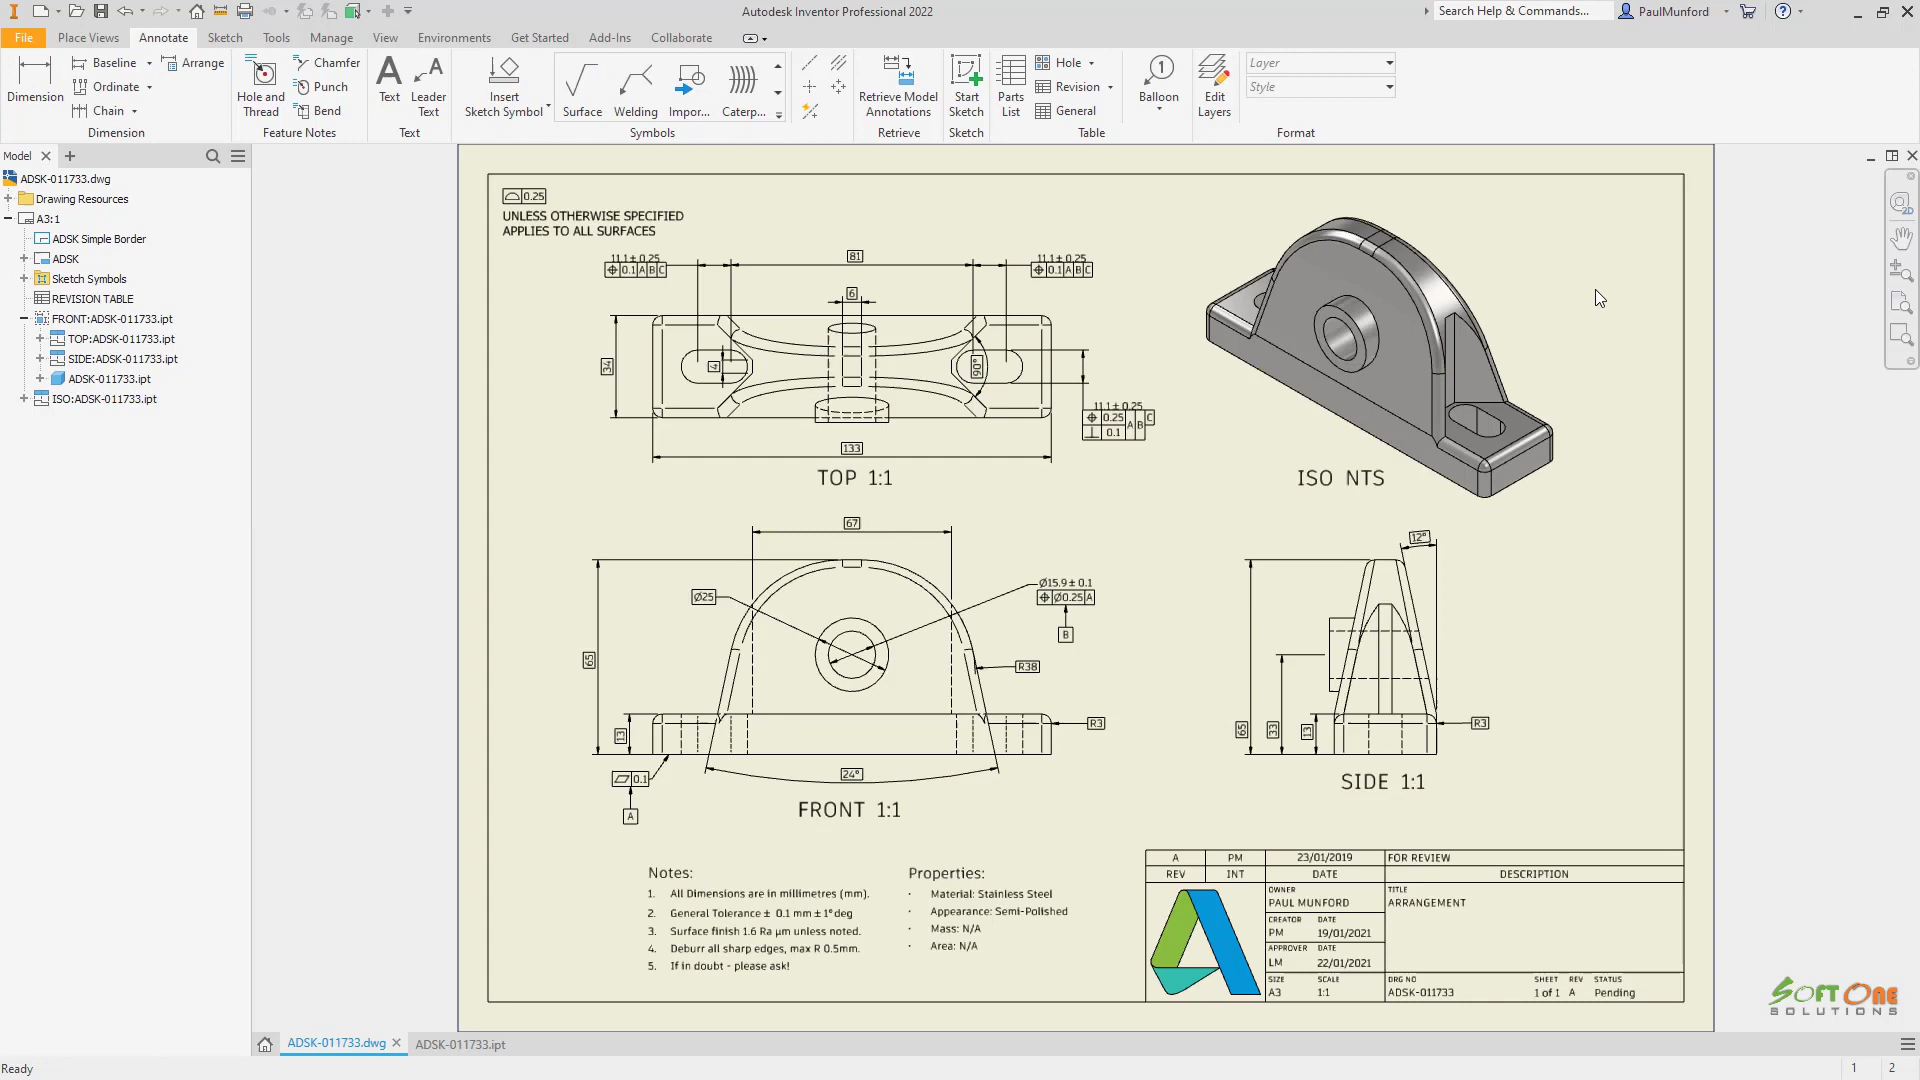 Autodesk Inventor Professional 2022
Search Help & Commands...
PaulMunford
File
Place Views
Annotate
Sketch
Tools
Manage
View
Environments
Get Started
Add-Ins
Collaborate
Dimension
Baseline
Ordinate
Chain
Arrange
Dimension
Hole and Thread
Chamfer
Punch
Bend
Feature Notes
Text
Leader Text
Text
Insert Sketch Symbol
Surface
Welding
Impor...
Caterp...
Symbols
Retrieve Model Annotations
Retrieve
Start Sketch
Sketch
Parts List
Hole
Revision
General
Table
Balloon
Edit Layers
Layer
Style
Format
Model
ADSK-011733.dwg
Drawing Resources
A3:1
ADSK Simple Border
ADSK
Sketch Symbols
REVISION TABLE
FRONT:ADSK-011733.ipt
TOP:ADSK-011733.ipt
SIDE:ADSK-011733.ipt
ADSK-011733.ipt
ISO:ADSK-011733.ipt
0.25
UNLESS OTHERWISE SPECIFIED
APPLIES TO ALL SURFACES
11.1 ± 0.25
0.1 A B C
81
11.1 ± 0.25
0.1 A B C
6
34
4
90°
11.1 ± 0.25
0.25 A B C
0.1
133
TOP 1:1
ISO NTS
67
Ø25
Ø15.9 ± 0.1
Ø0.25 A
B
65
R38
13
R3
0.1
A
24°
FRONT 1:1
12°
65
33
13
R3
SIDE 1:1
Notes:
1. All Dimensions are in millimetres (mm).
2. General Tolerance ± 0.1 mm ± 1° deg
3. Surface finish 1.6 Ra µm unless noted.
4. Deburr all sharp edges, max R 0.5mm.
5. If in doubt - please ask!
Properties:
· Material: Stainless Steel
· Appearance: Semi-Polished
· Mass: N/A
· Area: N/A
A PM 23/01/2019 FOR REVIEW
REV INT DATE DESCRIPTION
OWNER
PAUL MUNFORD
TITLE
ARRANGEMENT
CREATOR DATE
PM 19/01/2021
APPROVER DATE
LM 22/01/2021
SIZE SCALE DRG NO SHEET REV STATUS
A3 1:1 ADSK-011733 1 of 1 A Pending
SOFT ONE
SOLUTIONS
ADSK-011733.dwg
ADSK-011733.ipt
Ready
1 2